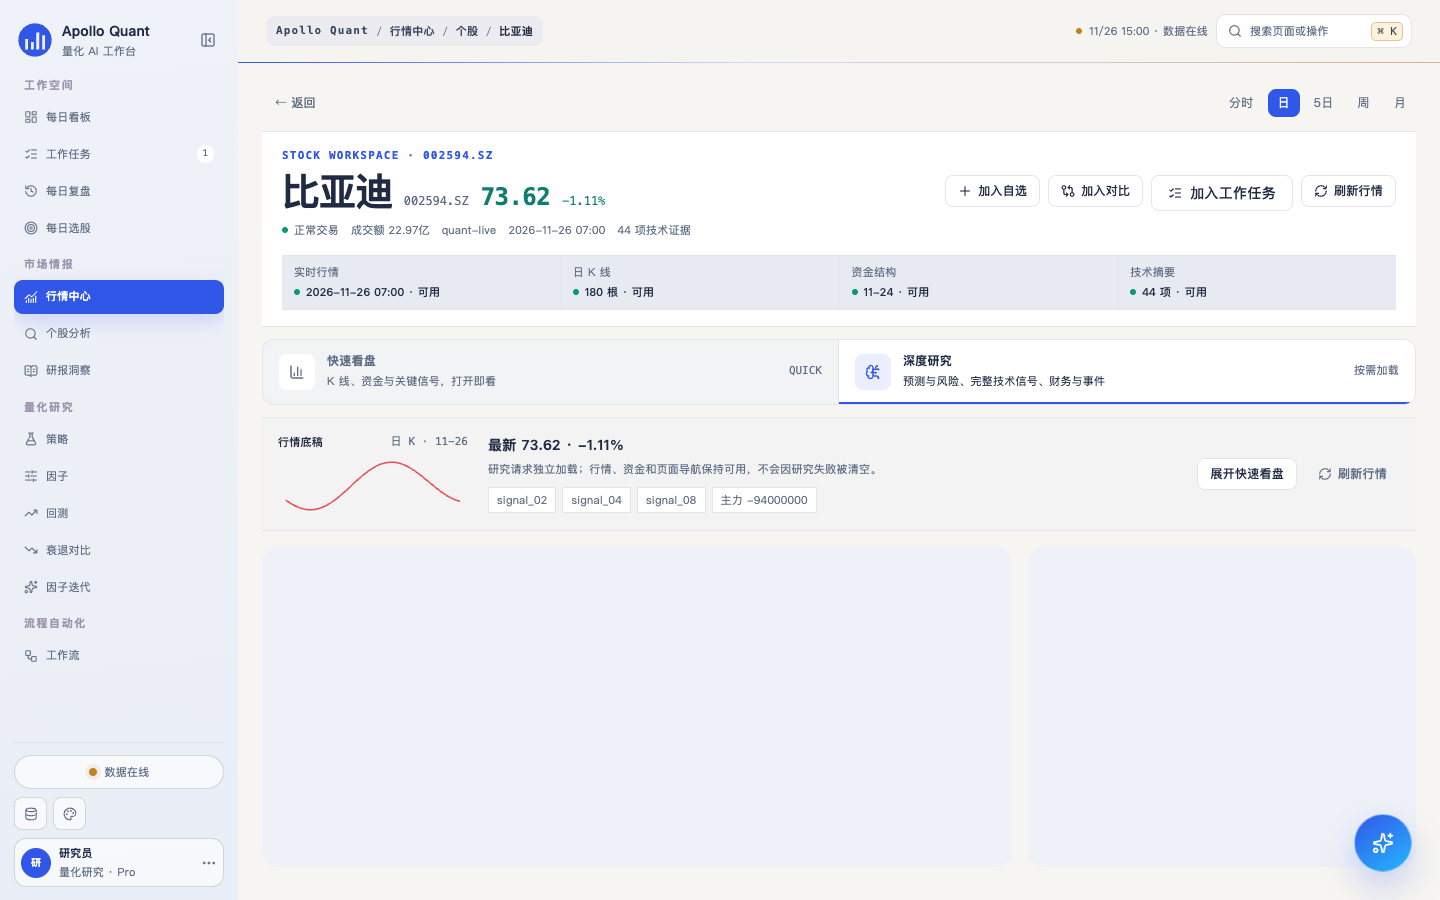 Apollo Quant
量化 AI 工作台
工作空间
每日看板
工作任务 1
每日复盘
每日选股
市场情报
行情中心
个股分析
研报洞察
量化研究
策略
因子
回测
衰退对比
因子迭代
流程自动化
工作流
数据在线
研
研究员
量化研究 · Pro
Apollo Quant / 行情中心 / 个股 / 比亚迪
11/26 15:00 · 数据在线
搜索页面或操作 ⌘ K
← 返回
分时 日 5日 周 月
STOCK WORKSPACE · 002594.SZ
比亚迪 002594.SZ 73.62 −1.11%
加入自选 加入对比 加入工作任务 刷新行情
正常交易 成交额 22.97亿 quant-live 2026-11-26 07:00 44 项技术证据
实时行情 日 K 线 资金结构 技术摘要
2026-11-26 07:00 · 可用 180 根 · 可用 11-24 · 可用 44 项 · 可用
快速看盘
K 线、资金与关键信号，打开即看
QUICK
深度研究
预测与风险、完整技术信号、财务与事件
按需加载
行情底稿 日 K · 11-26
最新 73.62 · −1.11%
研究请求独立加载；行情、资金和页面导航保持可用，不会因研究失败被清空。
signal_02 signal_04 signal_08 主力 -94000000
展开快速看盘 刷新行情